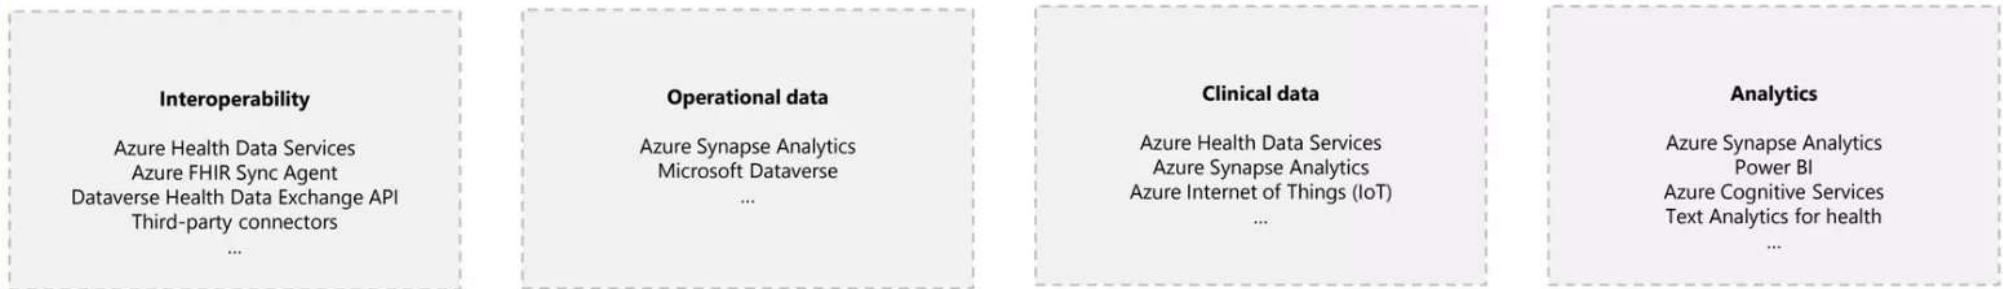 Interoperability
Azure Health Data Services
Azure FHIR Sync Agent
Dataverse Health Data Exchange API
Third-party connectors
...
Operational data
Azure Synapse Analytics
Microsoft Dataverse
...
Clinical data
Azure Health Data Services
Azure Synapse Analytics
Azure Internet of Things (IoT)
...
Analytics
Azure Synapse Analytics
Power BI
Azure Cognitive Services
Text Analytics for health
...